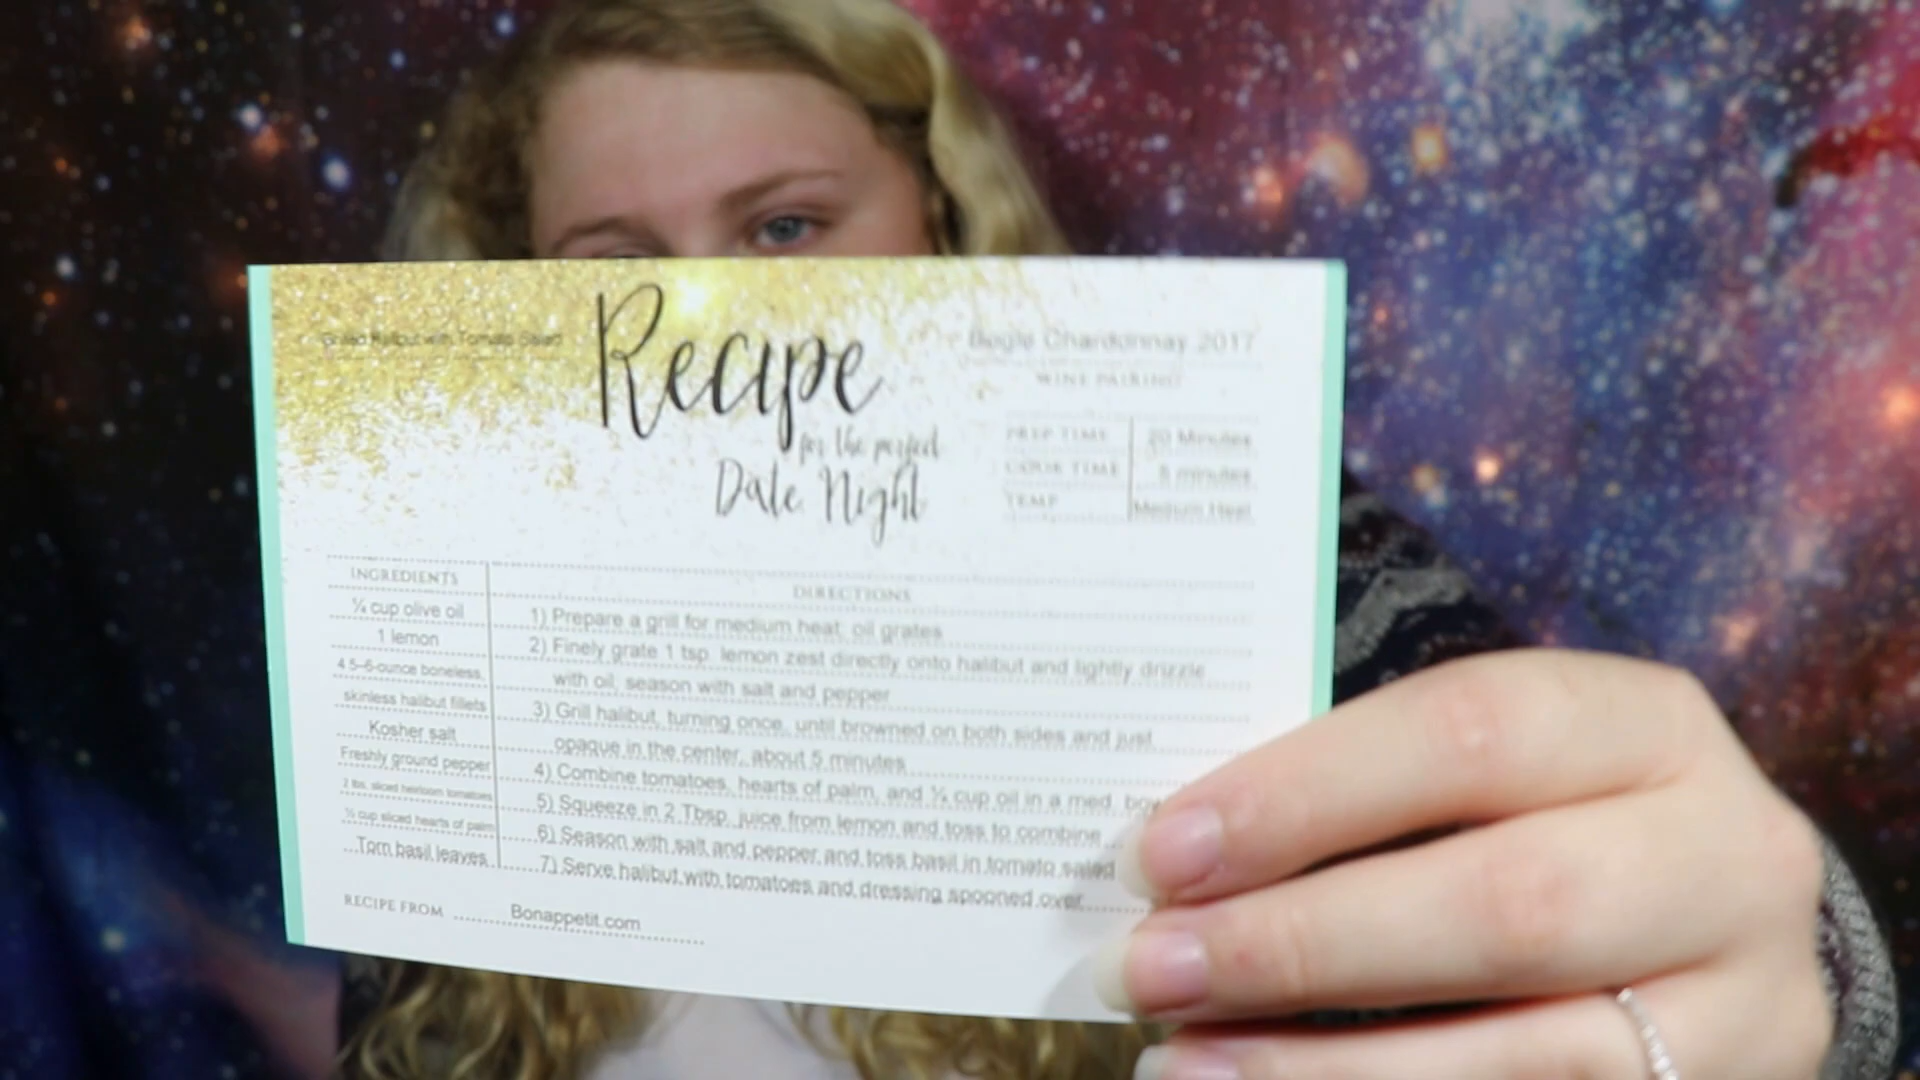 Grilled Halibut with Tomato Salad
Recipe
for the perfect
Date Night
Bogle Chardonnay 2017
WINE PAIRING
PREP TIME 20 Minutes
COOK TIME 5 minutes
TEMP Medium Heat
INGREDIENTS
¼ cup olive oil
1 lemon
4 5–6-ounce boneless,
skinless halibut fillets
Kosher salt
Freshly ground pepper
2 lbs. sliced heirloom tomatoes
½ cup sliced hearts of palm
Torn basil leaves
DIRECTIONS
1) Prepare a grill for medium heat; oil grates
2) Finely grate 1 tsp. lemon zest directly onto halibut and lightly drizzle
with oil; season with salt and pepper
3) Grill halibut, turning once, until browned on both sides and just
opaque in the center, about 5 minutes
4) Combine tomatoes, hearts of palm, and ¼ cup oil in a med. bow
5) Squeeze in 2 Tbsp. juice from lemon and toss to combine
6) Season with salt and pepper and toss basil in tomato salad
7) Serve halibut with tomatoes and dressing spooned over
RECIPE FROM Bonappetit.com